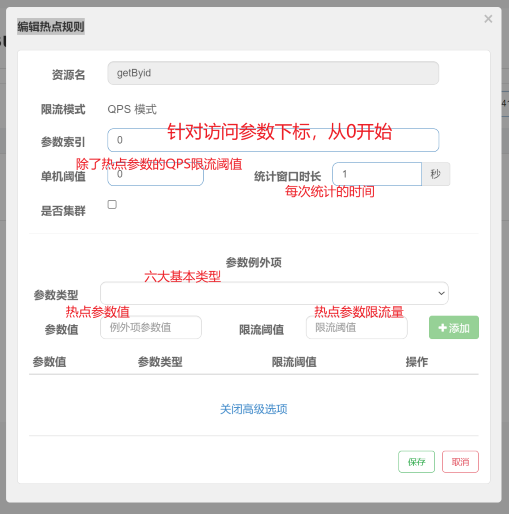 编辑热点规则 ×
资源名 getByid
限流模式 QPS 模式
针对访问参数下标，从0开始
参数索引 0
除了热点参数的QPS限流阈值
单机阈值 0 统计窗口时长 1 秒
每次统计的时间
是否集群
参数例外项
六大基本类型
参数类型
热点参数值 热点参数限流量
参数值 例外项参数值 限流阈值 限流阈值 +添加
参数值 参数类型 限流阈值 操作
关闭高级选项
保存 取消